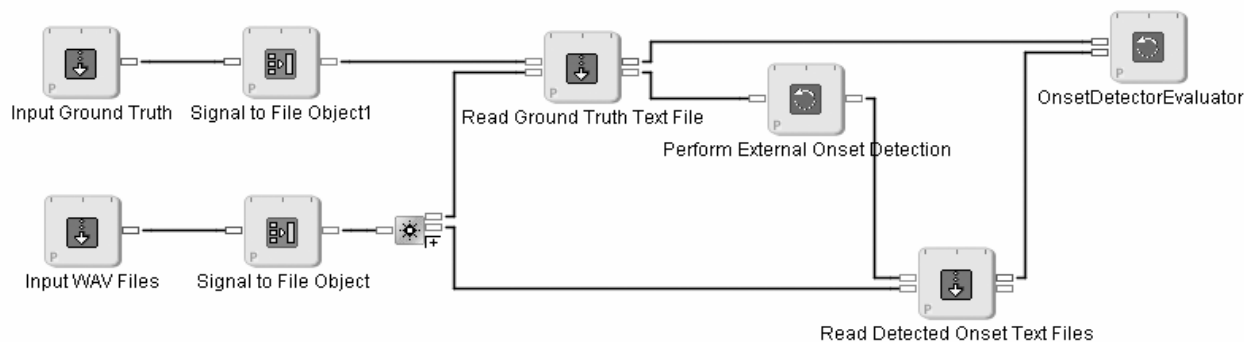 Input Ground Truth
P
Signal to File Object1
P
Read Ground Truth Text File
P
Perform External Onset Detection
P
OnsetDetectorEvaluator
P
Input WAV Files
P
Signal to File Object
P
Read Detected Onset Text Files
P